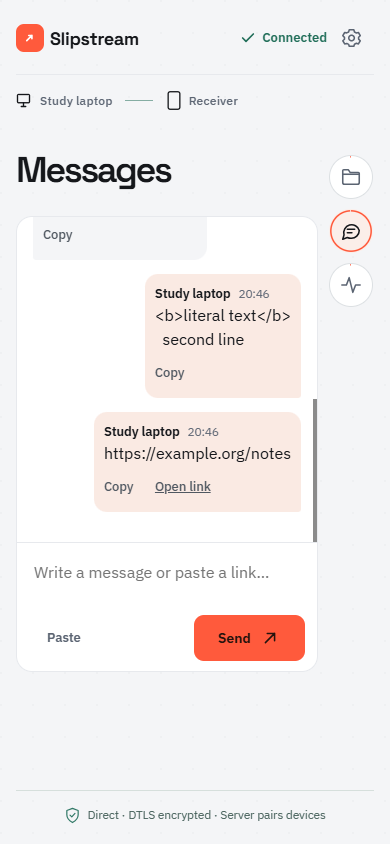 Slipstream
Connected
Study laptop
Receiver
Messages
Copy
Study laptop 20:46
<b>literal text</b>
  second line
Copy
Study laptop 20:46
https://example.org/notes
Copy Open link
Write a message or paste a link...
Paste
Send
Direct · DTLS encrypted · Server pairs devices